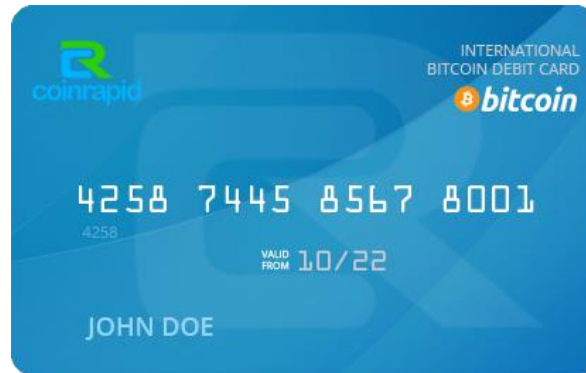 INTERNATIONAL
BITCOIN DEBIT CARD
coinrapid
bitcoin
4258 7445 8567 8001
4258
VALID
FROM 10/22
JOHN DOE